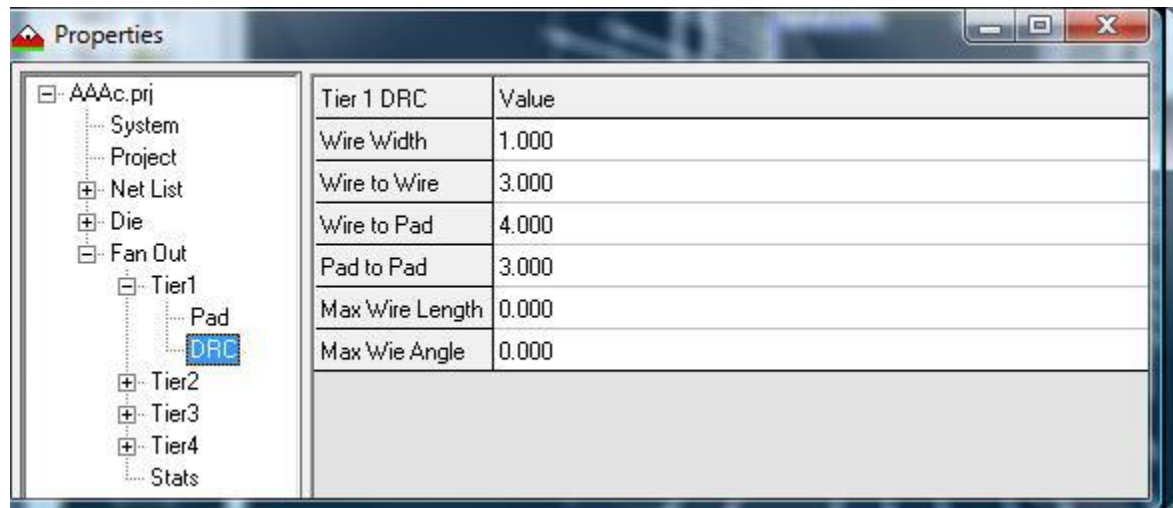 Properties
AAAc.prj
System
Project
Net List
Die
Fan Out
Tier1
Pad
DRC
Tier2
Tier3
Tier4
Stats
Tier 1 DRC Value
Wire Width 1.000
Wire to Wire 3.000
Wire to Pad 4.000
Pad to Pad 3.000
Max Wire Length 0.000
Max Wie Angle 0.000